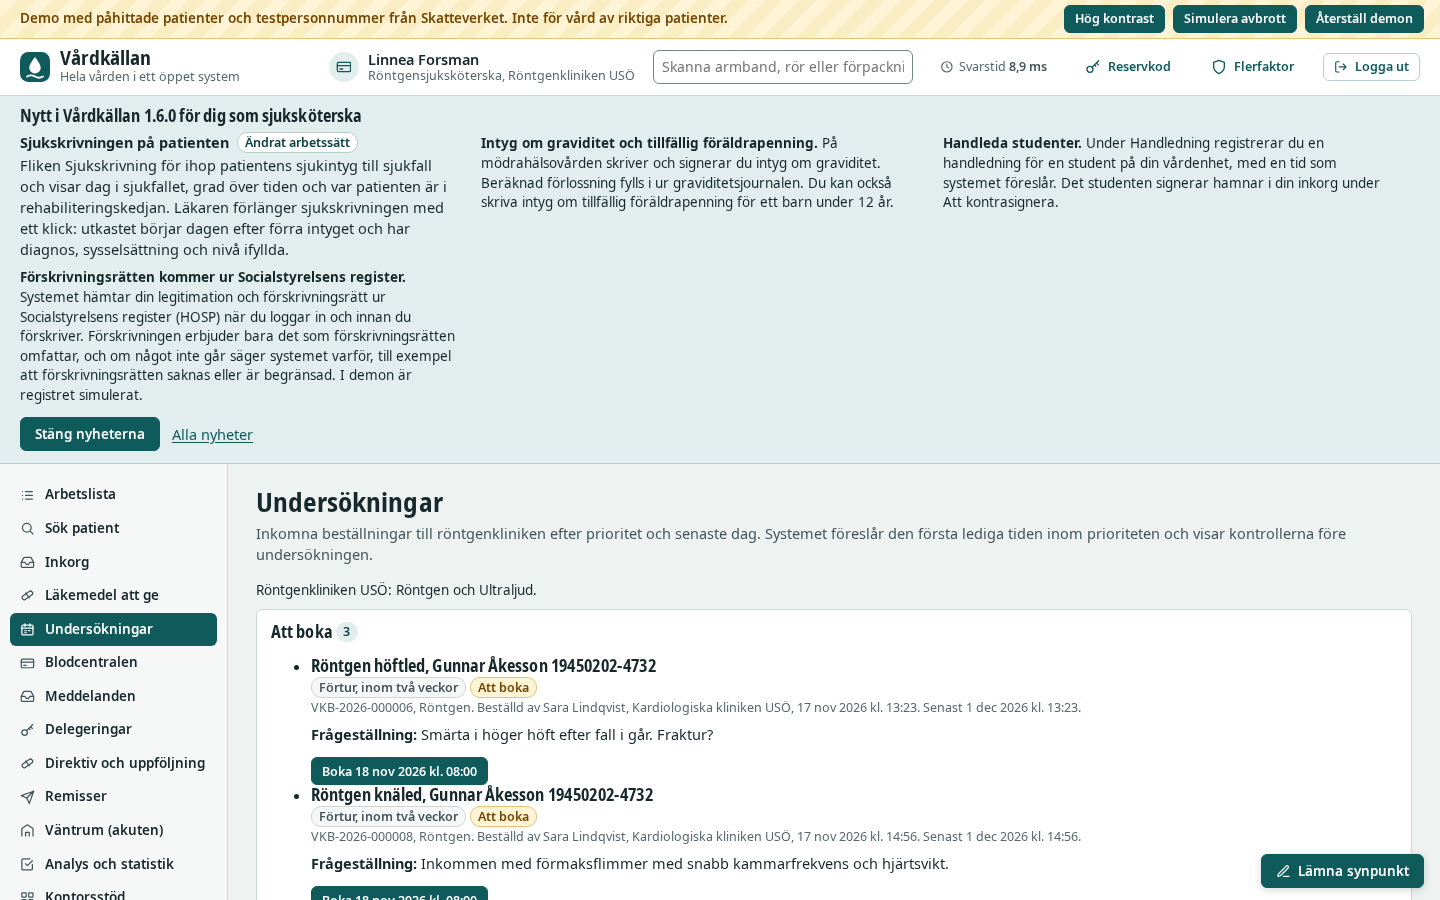 Demo med påhittade patienter och testpersonnummer från Skatteverket. Inte för vård av riktiga patienter.
Hög kontrast
Simulera avbrott
Återställ demon
Vårdkällan
Hela vården i ett öppet system
Linnea Forsman
Röntgensjuksköterska, Röntgenkliniken USÖ
Skanna armband, rör eller förpackni
Svarstid 8,9 ms
Reservkod
Flerfaktor
Logga ut
Nytt i Vårdkällan 1.6.0 för dig som sjuksköterska
Sjukskrivningen på patienten Ändrat arbetssätt
Fliken Sjukskrivning för ihop patientens sjukintyg till sjukfall
och visar dag i sjukfallet, grad över tiden och var patienten är i
rehabiliteringskedjan. Läkaren förlänger sjukskrivningen med
ett klick: utkastet börjar dagen efter förra intyget och har
diagnos, sysselsättning och nivå ifyllda.
Förskrivningsrätten kommer ur Socialstyrelsens register.
Systemet hämtar din legitimation och förskrivningsrätt ur
Socialstyrelsens register (HOSP) när du loggar in och innan du
förskriver. Förskrivningen erbjuder bara det som förskrivningsrätten
omfattar, och om något inte går säger systemet varför, till exempel
att förskrivningsrätten saknas eller är begränsad. I demon är
registret simulerat.
Intyg om graviditet och tillfällig föräldrapenning. På
mödrahälsovården skriver och signerar du intyg om graviditet.
Beräknad förlossning fylls i ur graviditetsjournalen. Du kan också
skriva intyg om tillfällig föräldrapenning för ett barn under 12 år.
Handleda studenter. Under Handledning registrerar du en
handledning för en student på din vårdenhet, med en tid som
systemet föreslår. Det studenten signerar hamnar i din inkorg under
Att kontrasignera.
Stäng nyheterna
Alla nyheter
Arbetslista
Sök patient
Inkorg
Läkemedel att ge
Undersökningar
Blodcentralen
Meddelanden
Delegeringar
Direktiv och uppföljning
Remisser
Väntrum (akuten)
Analys och statistik
Kontorsstöd
Undersökningar
Inkomna beställningar till röntgenkliniken efter prioritet och senaste dag. Systemet föreslår den första lediga tiden inom prioriteten och visar kontrollerna före
undersökningen.
Röntgenkliniken USÖ: Röntgen och Ultraljud.
Att boka 3
Röntgen höftled, Gunnar Åkesson 19450202-4732
Förtur, inom två veckor Att boka
VKB-2026-000006, Röntgen. Beställd av Sara Lindqvist, Kardiologiska kliniken USÖ, 17 nov 2026 kl. 13:23. Senast 1 dec 2026 kl. 13:23.
Frågeställning: Smärta i höger höft efter fall i går. Fraktur?
Boka 18 nov 2026 kl. 08:00
Röntgen knäled, Gunnar Åkesson 19450202-4732
Förtur, inom två veckor Att boka
VKB-2026-000008, Röntgen. Beställd av Sara Lindqvist, Kardiologiska kliniken USÖ, 17 nov 2026 kl. 14:56. Senast 1 dec 2026 kl. 14:56.
Frågeställning: Inkommen med förmaksflimmer med snabb kammarfrekvens och hjärtsvikt.
Boka 18 nov 2026 kl. 08:00
Lämna synpunkt